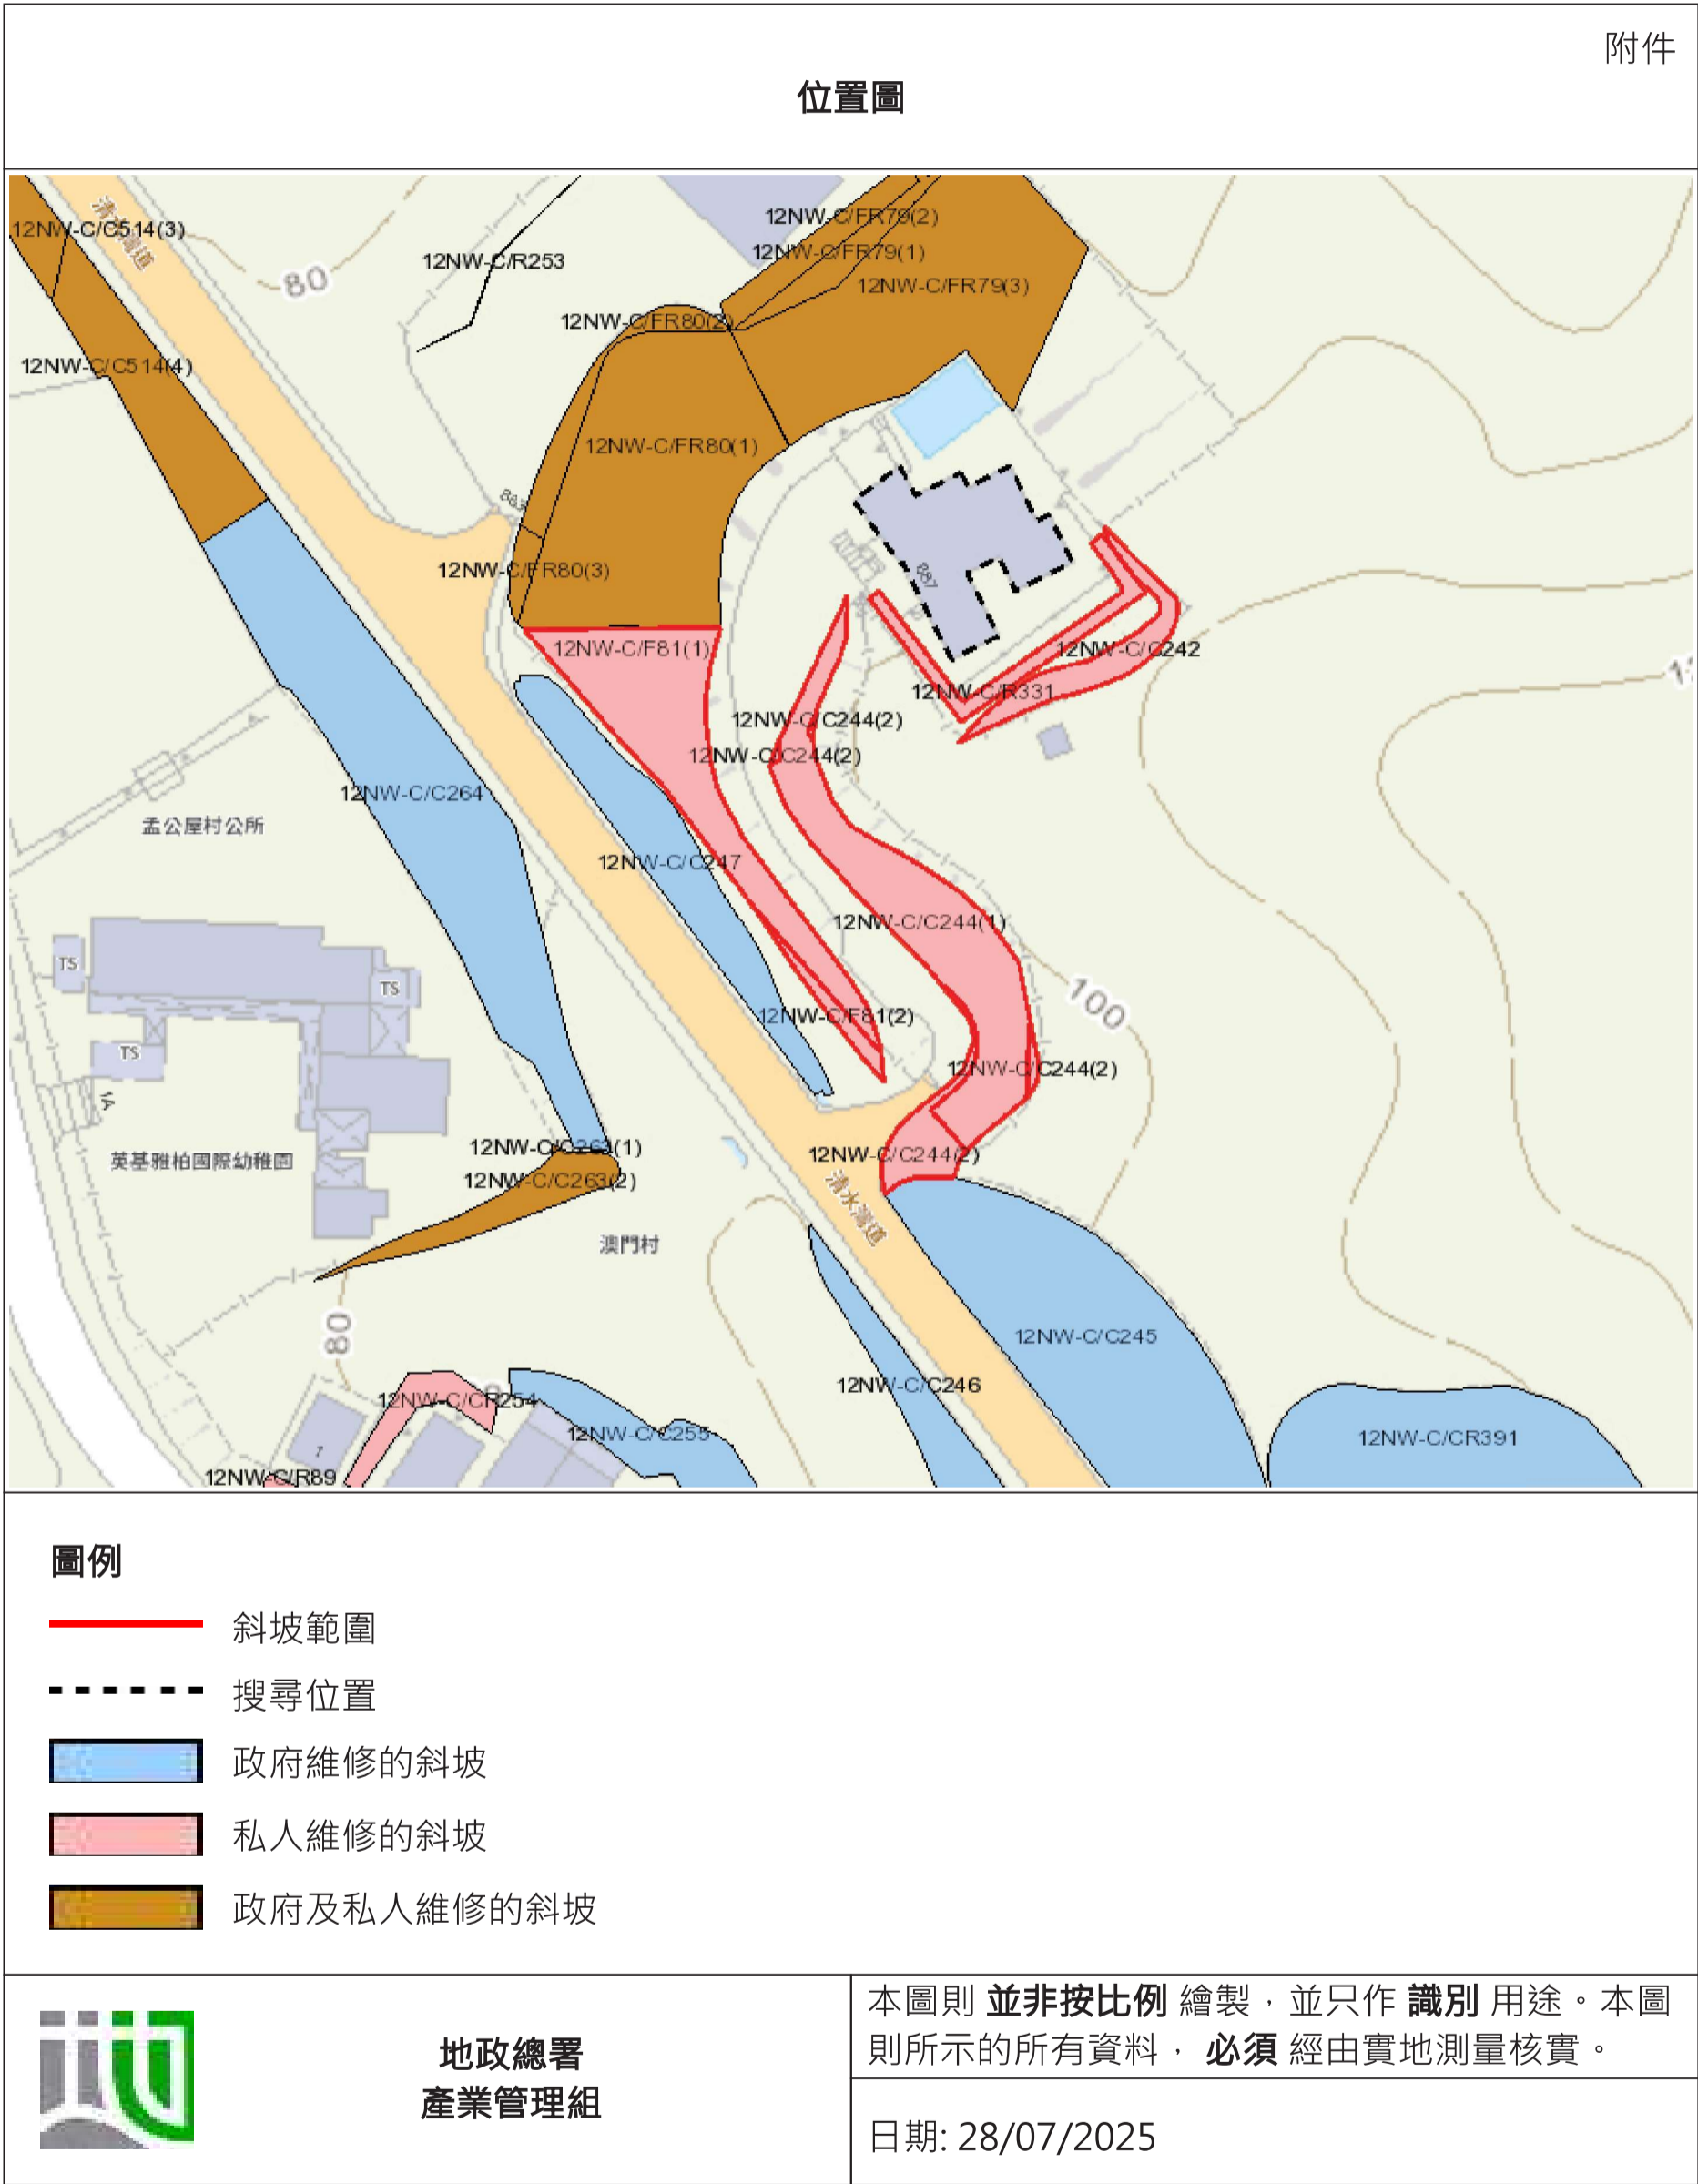 附件
位置圖
清水灣道
12NW-C/C514(3)
12NW-C/FR79(2)
12NW-C/FR79(1)
12NW-C/R253
80
12NW-C/FR79(3)
12NW-C/FR80(2)
12NW-C/C514(4)
12NW-C/FR80(1)
12NW-C/FR80(3)
887
12NW-C/F81(1)
12NW-C/C242
12NW-C/R331
12NW-C/C244(2)
12NW-C/C244(2)
12NW-C/C264
孟公屋村公所
12NW-C/C247
12NW-C/C244(1)
TS
TS
100
12NW-C/F81(2)
TS
12NW-C/C244(2)
1A
12NW-C/C263(1)
12NW-C/C244(2)
英基雅柏國際幼稚園
12NW-C/C263(2)
清水灣道
澳門村
80
12NW-C/C245
12NW-C/C246
12NW-C/CR254
12NW-C/C255
12NW-C/CR391
7
12NW-C/R89
圖例
斜坡範圍
搜尋位置
政府維修的斜坡
私人維修的斜坡
政府及私人維修的斜坡
地政總署
產業管理組
本圖則 並非按比例 繪製，並只作 識別 用途。本圖
則所示的所有資料， 必須 經由實地測量核實。
日期: 28/07/2025